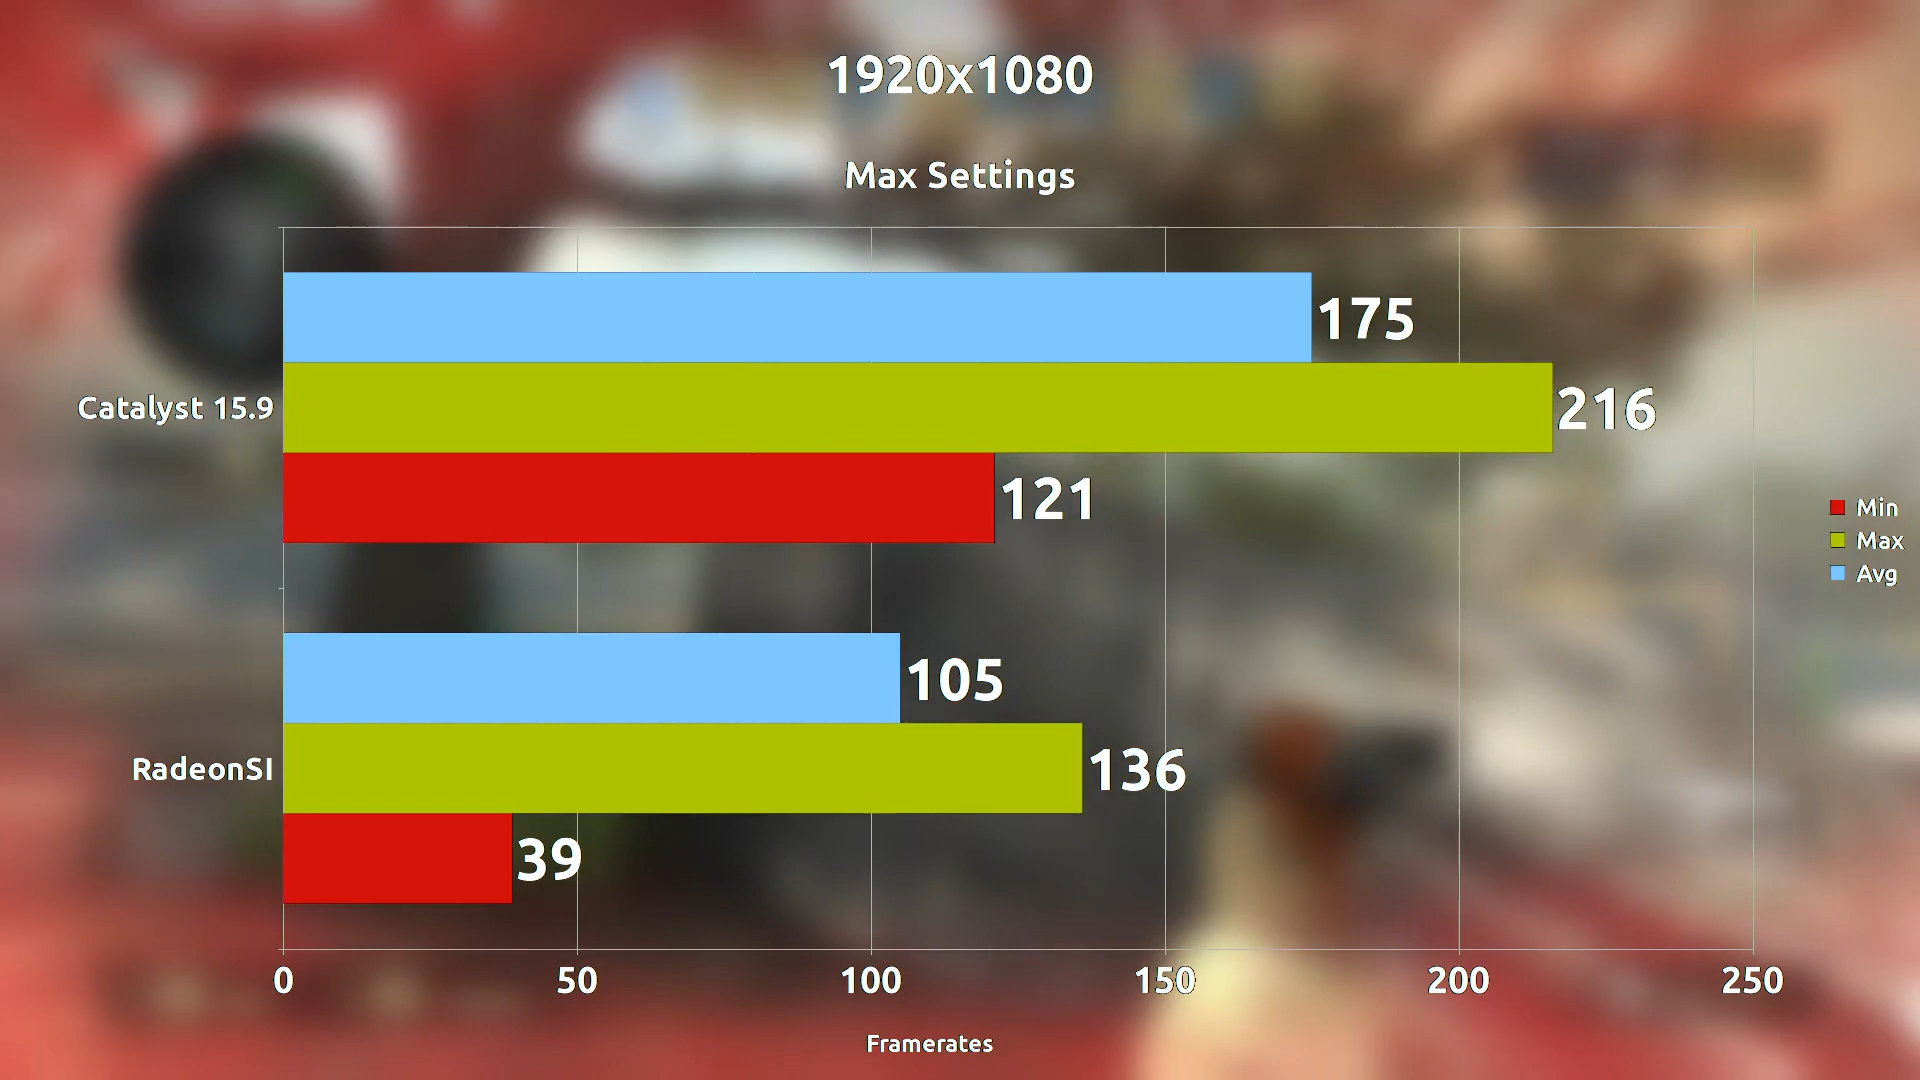 1920x1080
Max Settings
175
Catalyst 15.9
216
121
Min
Max
Avg
105
RadeonSI
136
39
0 50 100 150 200 250
Framerates